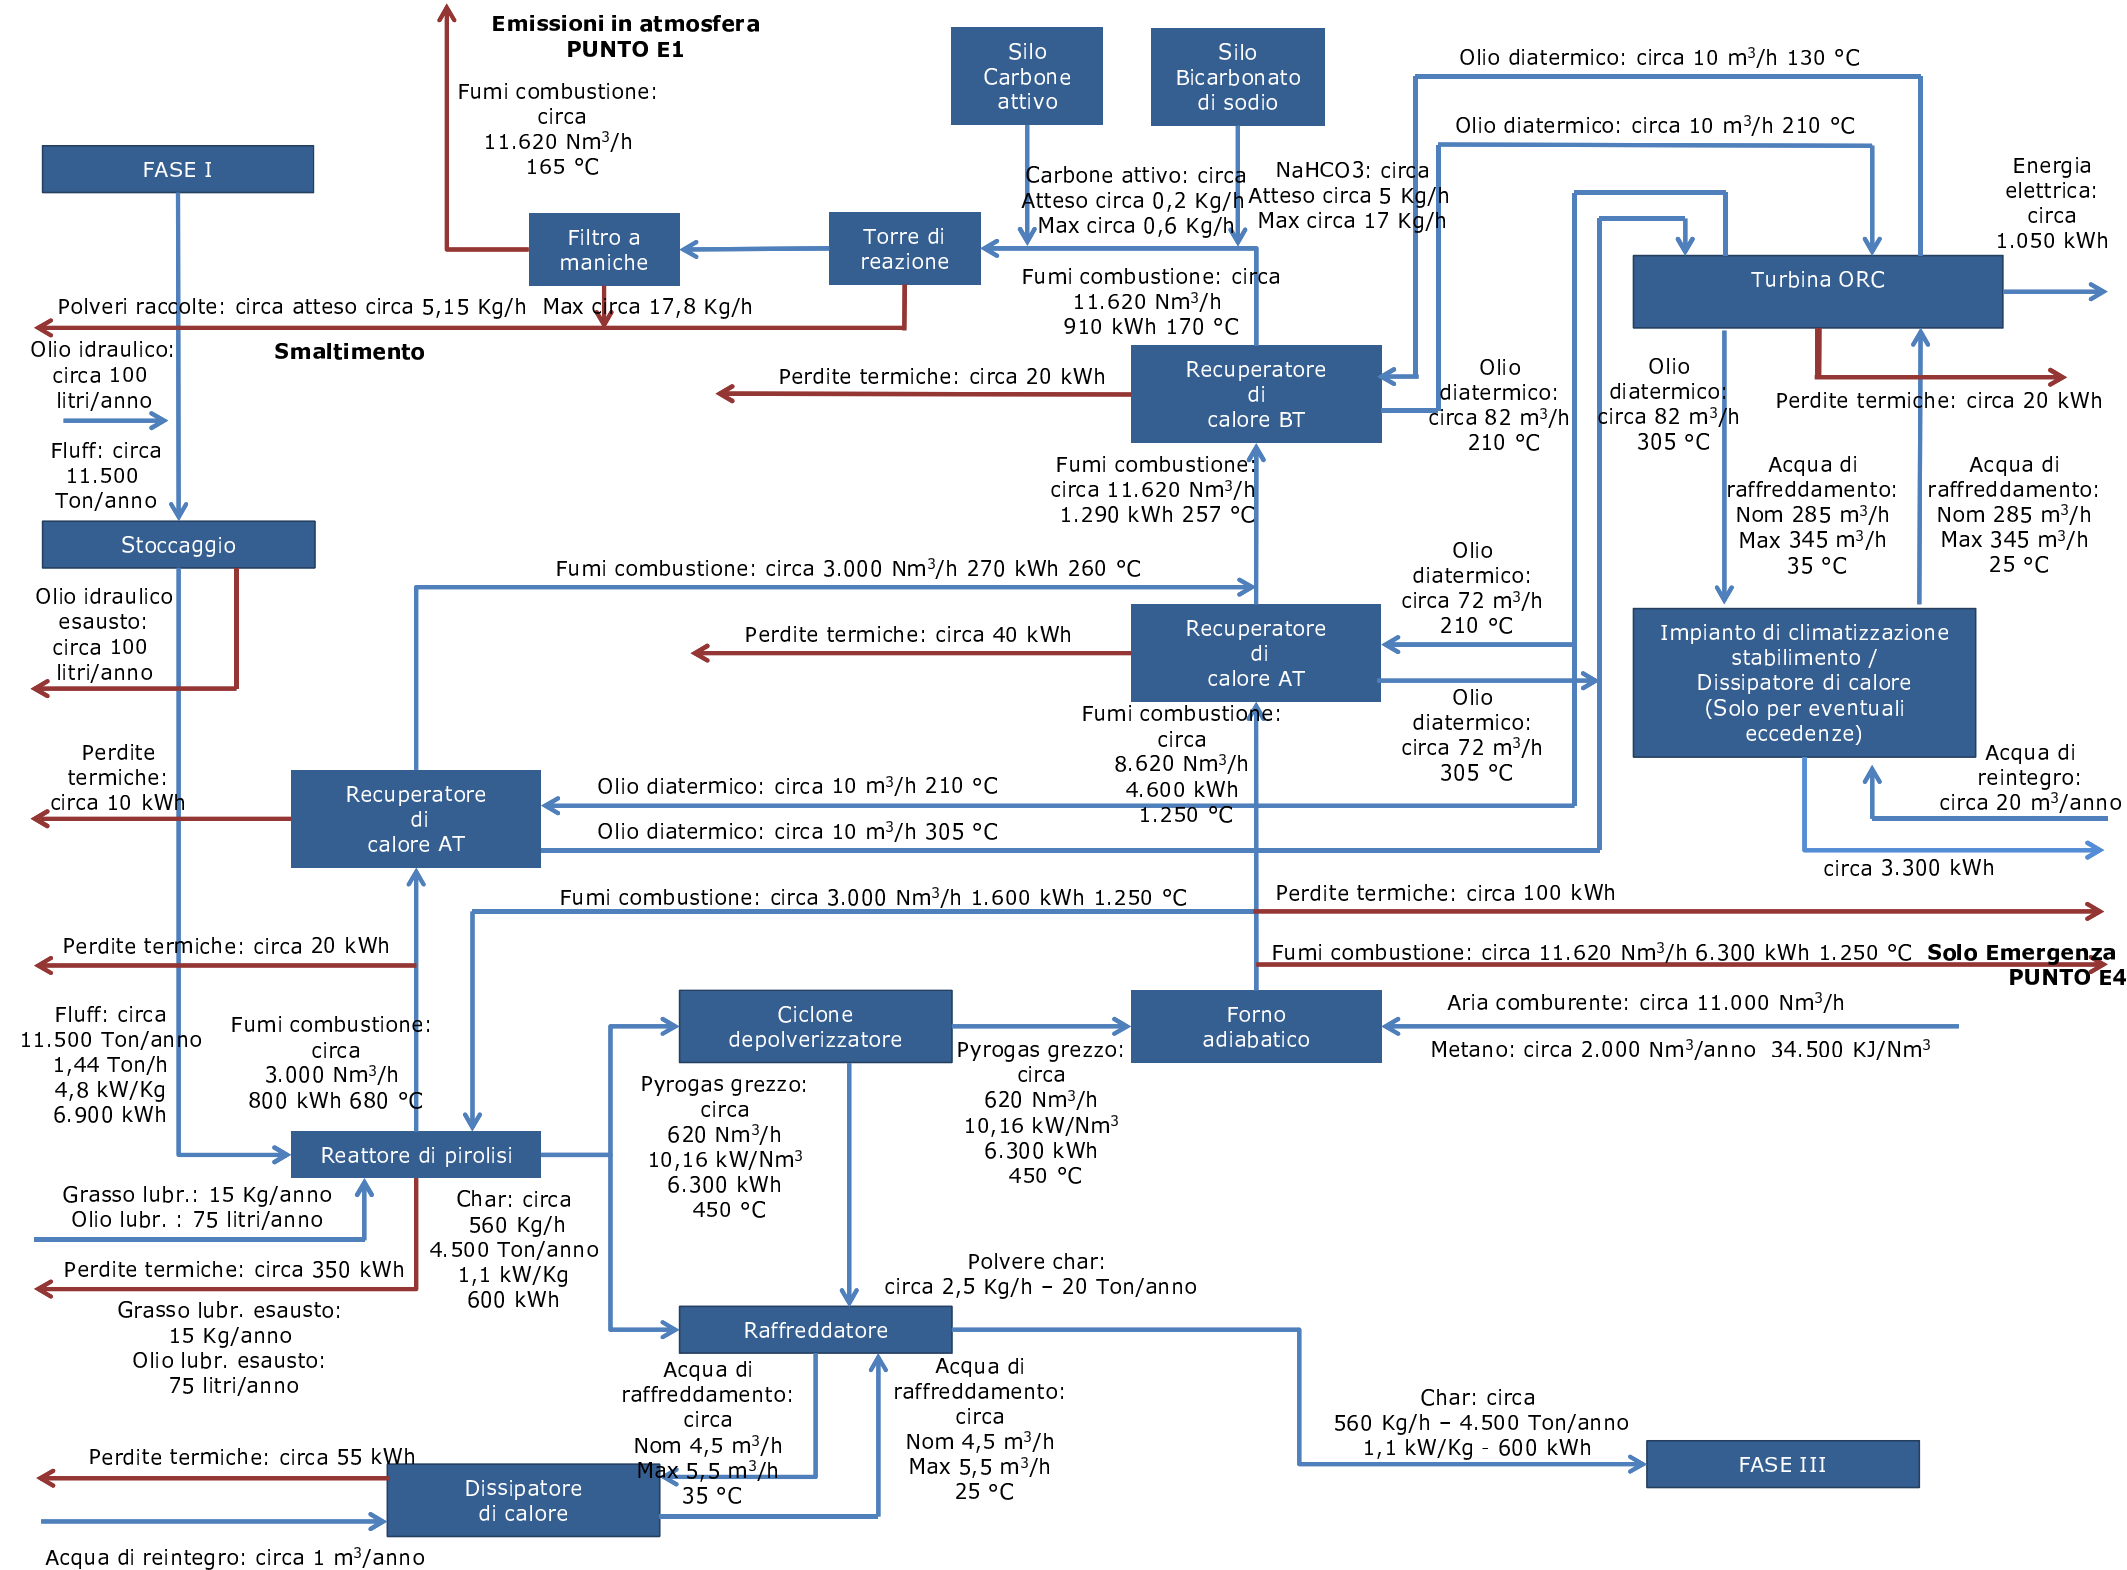 Emissioni in atmosfera
PUNTO E1
Fumi combustione:
circa
11.620 Nm³/h
165 °C
Silo
Carbone
attivo
Silo
Bicarbonato
di sodio
Olio diatermico: circa 10 m³/h 130 °C
Olio diatermico: circa 10 m³/h 210 °C
Energia
elettrica:
circa
1.050 kWh
FASE I
Carbone attivo: circa
Atteso circa 0,2 Kg/h
Max circa 0,6 Kg/h
NaHCO3: circa
Atteso circa 5 Kg/h
Max circa 17 Kg/h
Filtro a
maniche
Torre di
reazione
Turbina ORC
Fumi combustione: circa
11.620 Nm³/h
910 kWh 170 °C
Polveri raccolte: circa atteso circa 5,15 Kg/h  Max circa 17,8 Kg/h
Smaltimento
Olio idraulico:
circa 100
litri/anno
Fluff: circa
11.500
Ton/anno
Perdite termiche: circa 20 kWh
Recuperatore
di
calore BT
Olio
diatermico:
circa 82 m³/h
210 °C
Olio
diatermico:
circa 82 m³/h
305 °C
Perdite termiche: circa 20 kWh
Fumi combustione:
circa 11.620 Nm³/h
1.290 kWh 257 °C
Acqua di
raffreddamento:
Nom 285 m³/h
Max 345 m³/h
35 °C
Acqua di
raffreddamento:
Nom 285 m³/h
Max 345 m³/h
25 °C
Stoccaggio
Olio idraulico
esausto:
circa 100
litri/anno
Fumi combustione: circa 3.000 Nm³/h 270 kWh 260 °C
Olio
diatermico:
circa 72 m³/h
210 °C
Perdite termiche: circa 40 kWh
Recuperatore
di
calore AT
Impianto di climatizzazione
stabilimento /
Dissipatore di calore
(Solo per eventuali
eccedenze)
Olio
diatermico:
circa 72 m³/h
305 °C
Fumi combustione:
circa
8.620 Nm³/h
4.600 kWh
1.250 °C
Perdite
termiche:
circa 10 kWh
Recuperatore
di
calore AT
Olio diatermico: circa 10 m³/h 210 °C
Olio diatermico: circa 10 m³/h 305 °C
Acqua di
reintegro:
circa 20 m³/anno
circa 3.300 kWh
Fumi combustione: circa 3.000 Nm³/h 1.600 kWh 1.250 °C
Perdite termiche: circa 100 kWh
Perdite termiche: circa 20 kWh
Fumi combustione: circa 11.620 Nm³/h 6.300 kWh 1.250 °C  Solo Emergenza
PUNTO E4
Fluff: circa
11.500 Ton/anno
1,44 Ton/h
4,8 kW/Kg
6.900 kWh
Fumi combustione:
circa
3.000 Nm³/h
800 kWh 680 °C
Ciclone
depolverizzatore
Forno
adiabatico
Aria comburente: circa 11.000 Nm³/h
Metano: circa 2.000 Nm³/anno  34.500 KJ/Nm³
Pyrogas grezzo:
circa
620 Nm³/h
10,16 kW/Nm³
6.300 kWh
450 °C
Pyrogas grezzo:
circa
620 Nm³/h
10,16 kW/Nm³
6.300 kWh
450 °C
Reattore di pirolisi
Grasso lubr.: 15 Kg/anno
Olio lubr. : 75 litri/anno
Char: circa
560 Kg/h
4.500 Ton/anno
1,1 kW/Kg
600 kWh
Perdite termiche: circa 350 kWh
Grasso lubr. esausto:
15 Kg/anno
Olio lubr. esausto:
75 litri/anno
Polvere char:
circa 2,5 Kg/h – 20 Ton/anno
Raffreddatore
Acqua di
raffreddamento:
circa
Nom 4,5 m³/h
Max 5,5 m³/h
35 °C
Acqua di
raffreddamento:
circa
Nom 4,5 m³/h
Max 5,5 m³/h
25 °C
Char: circa
560 Kg/h – 4.500 Ton/anno
1,1 kW/Kg - 600 kWh
FASE III
Perdite termiche: circa 55 kWh
Dissipatore
di calore
Acqua di reintegro: circa 1 m³/anno